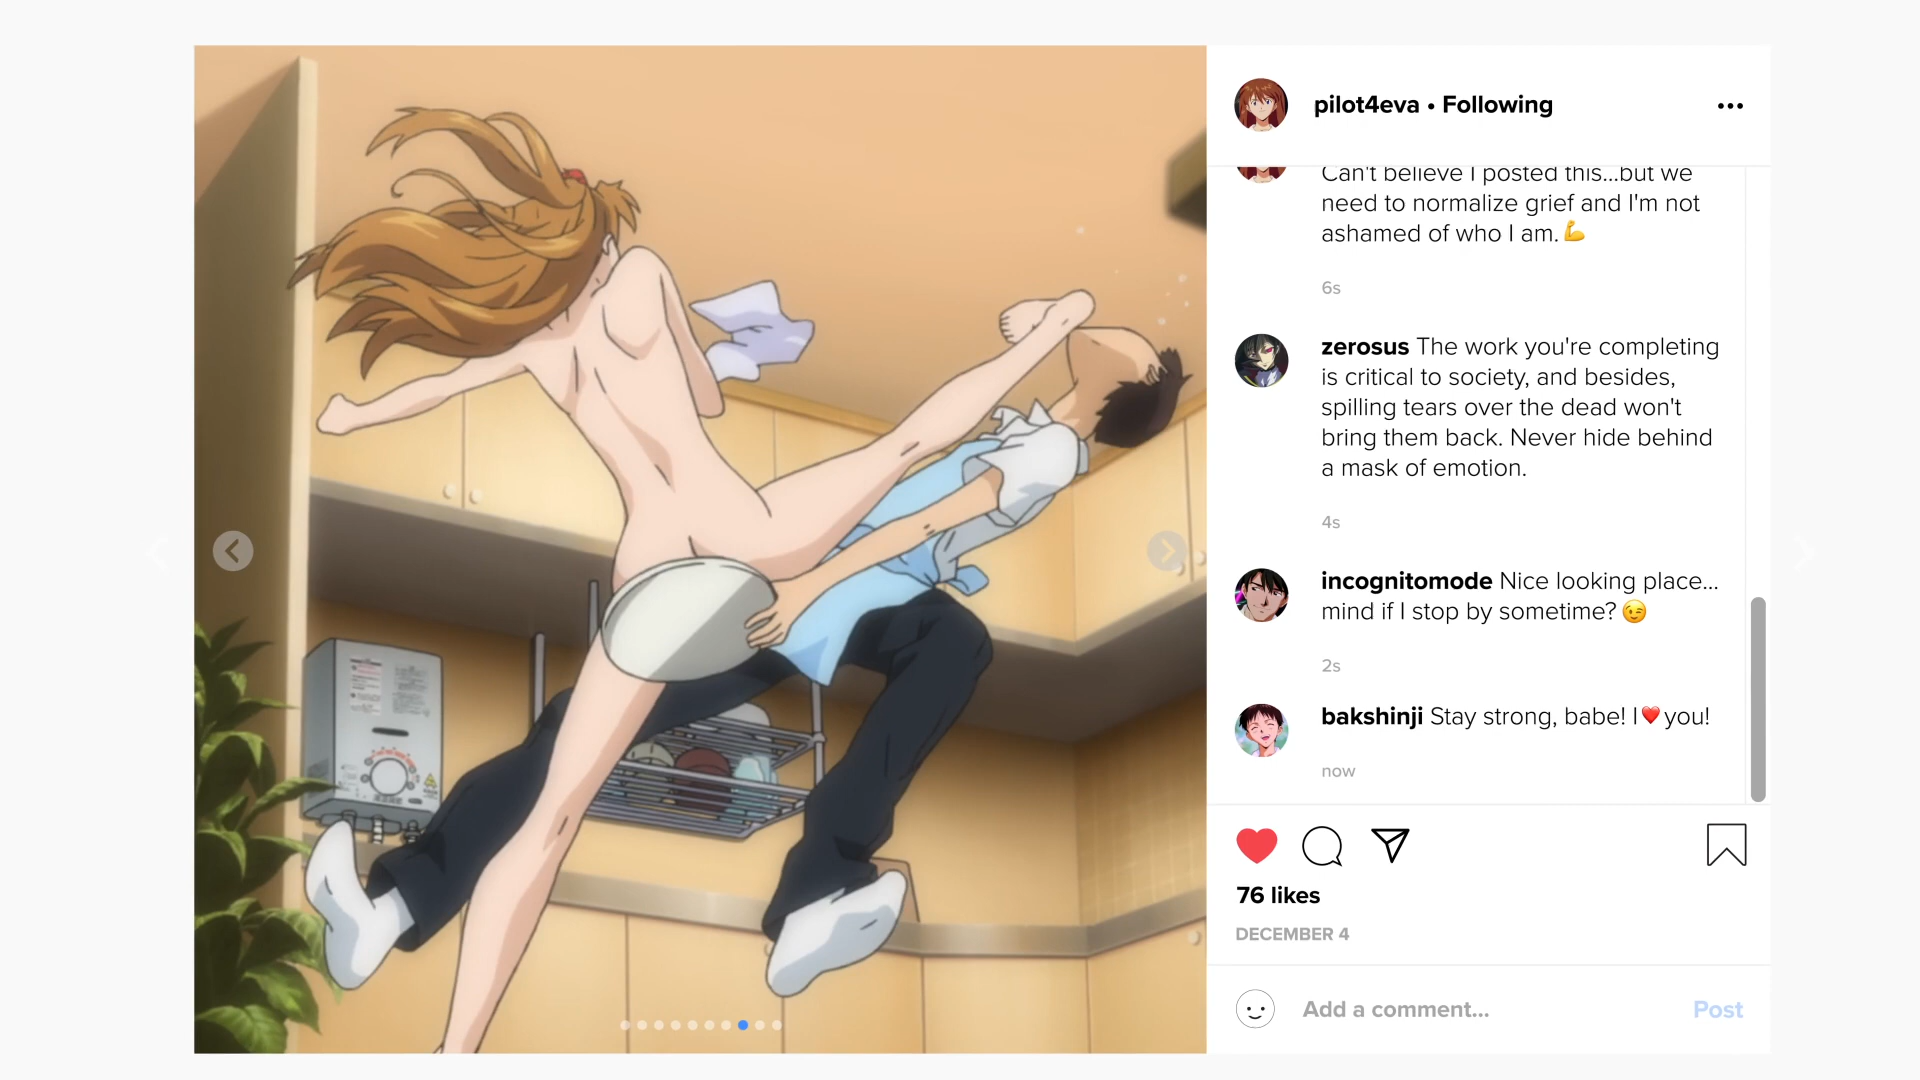 pilot4eva • Following
Can't believe I posted this...but we
need to normalize grief and I'm not
ashamed of who I am.💪
6s
zerosus The work you're completing
is critical to society, and besides,
spilling tears over the dead won't
bring them back. Never hide behind
a mask of emotion.
4s
incognitomode Nice looking place...
mind if I stop by sometime?😉
2s
bakshinji Stay strong, babe! I❤️you!
now
76 likes
DECEMBER 4
Add a comment...
Post